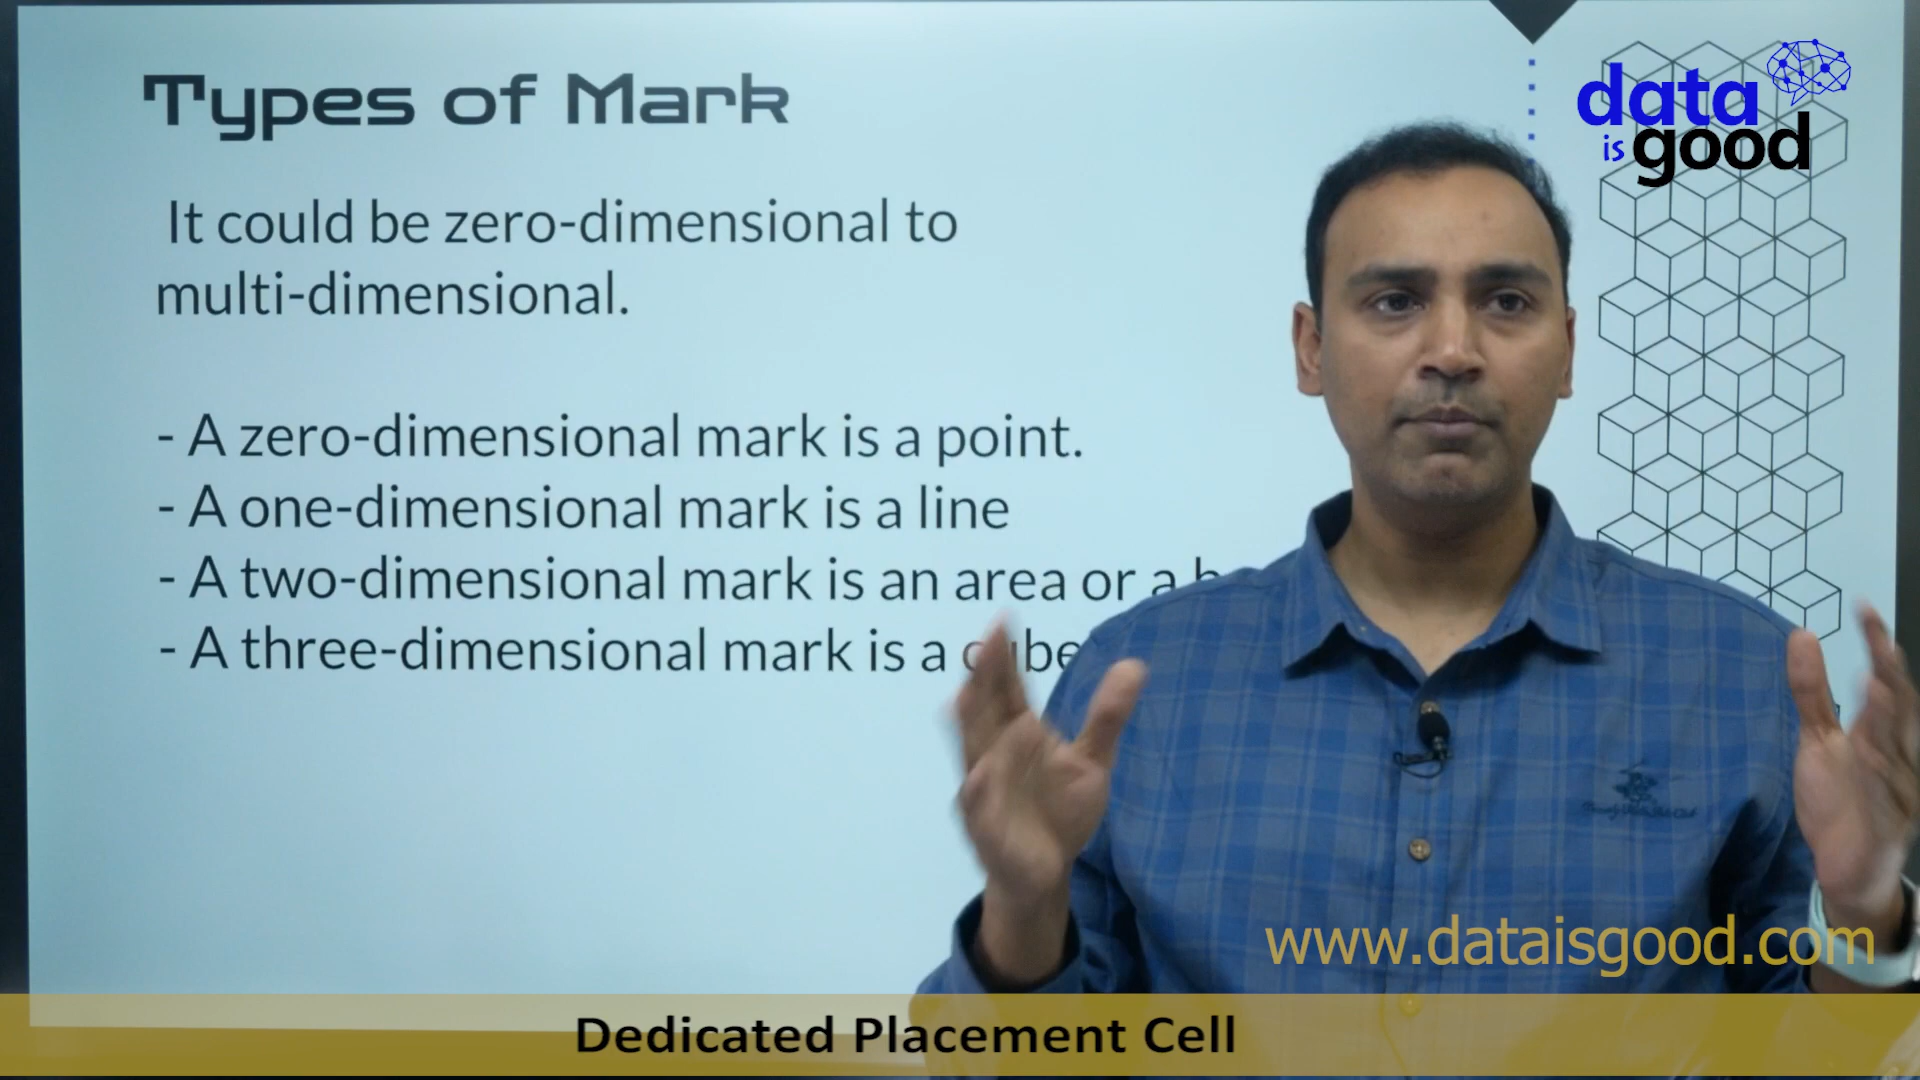 Types of Mark
data
is good
It could be zero-dimensional to
multi-dimensional.
- A zero-dimensional mark is a point.
- A one-dimensional mark is a line
- A two-dimensional mark is an area or a
- A three-dimensional mark is a cube
www.dataisgood.com
Dedicated Placement Cell